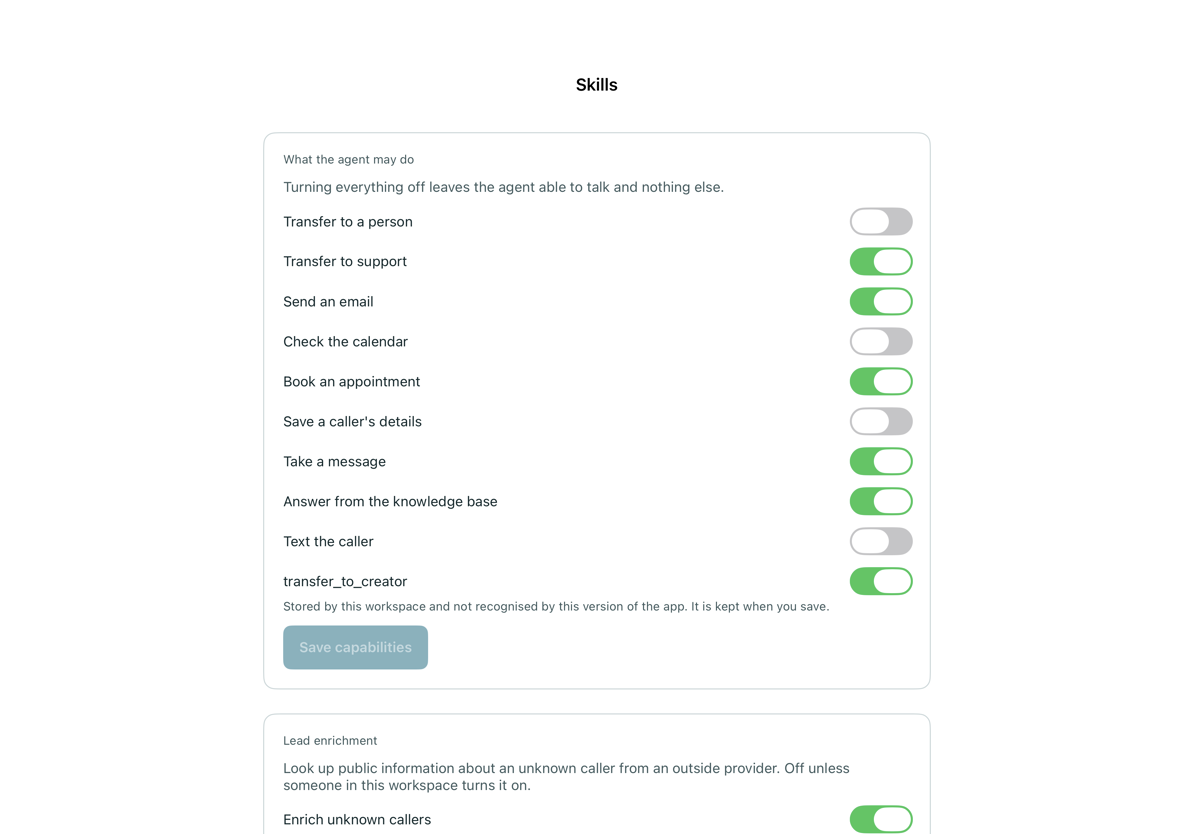 Skills
What the agent may do
Turning everything off leaves the agent able to talk and nothing else.
Transfer to a person
Transfer to support
Send an email
Check the calendar
Book an appointment
Save a caller's details
Take a message
Answer from the knowledge base
Text the caller
transfer_to_creator
Stored by this workspace and not recognised by this version of the app. It is kept when you save.
Save capabilities
Lead enrichment
Look up public information about an unknown caller from an outside provider. Off unless
someone in this workspace turns it on.
Enrich unknown callers